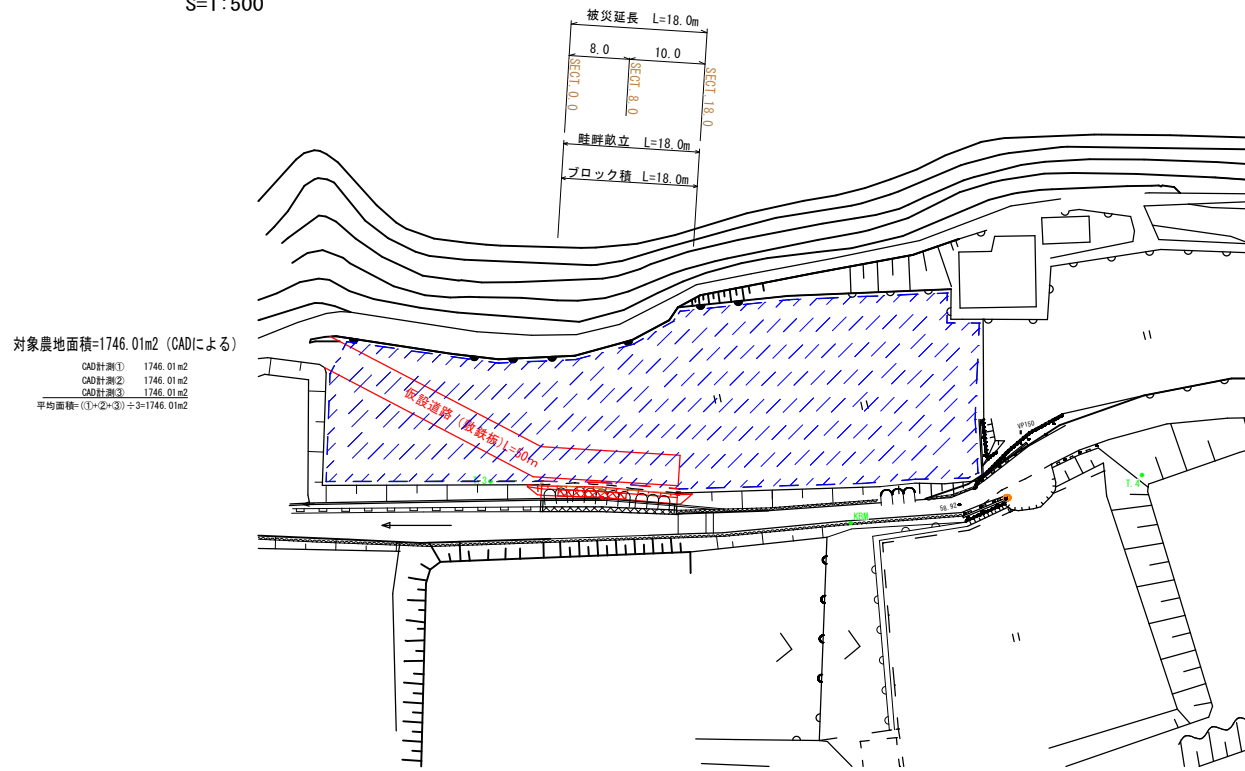 S=1:500
被災延長 L=18.0m
8.0 10.0
SECT.0.0
SECT.8.0
SECT.18.0
畦畔畝立 L=18.0m
ブロック積 L=18.0m
対象農地面積=1746.01m2 (CADによる)
CAD計測① 1746.01m2
CAD計測② 1746.01m2
CAD計測③ 1746.01m2
平均面積=(①+②+③)÷3=1746.01m2
仮設道路 (敷鉄板)L=50m
VP150
T.4
58.92
KBM